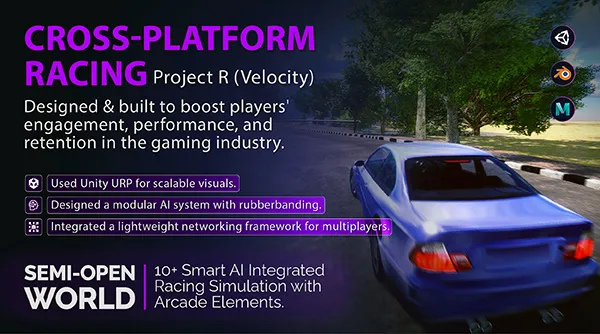 CROSS-PLATFORM
RACING Project R (Velocity)
Designed & built to boost players'
engagement, performance, and
retention in the gaming industry.
Used Unity URP for scalable visuals.
Designed a modular AI system with rubberbanding.
Integrated a lightweight networking framework for multiplayers.
SEMI-OPEN
WORLD
10+ Smart AI Integrated
Racing Simulation with
Arcade Elements.
M